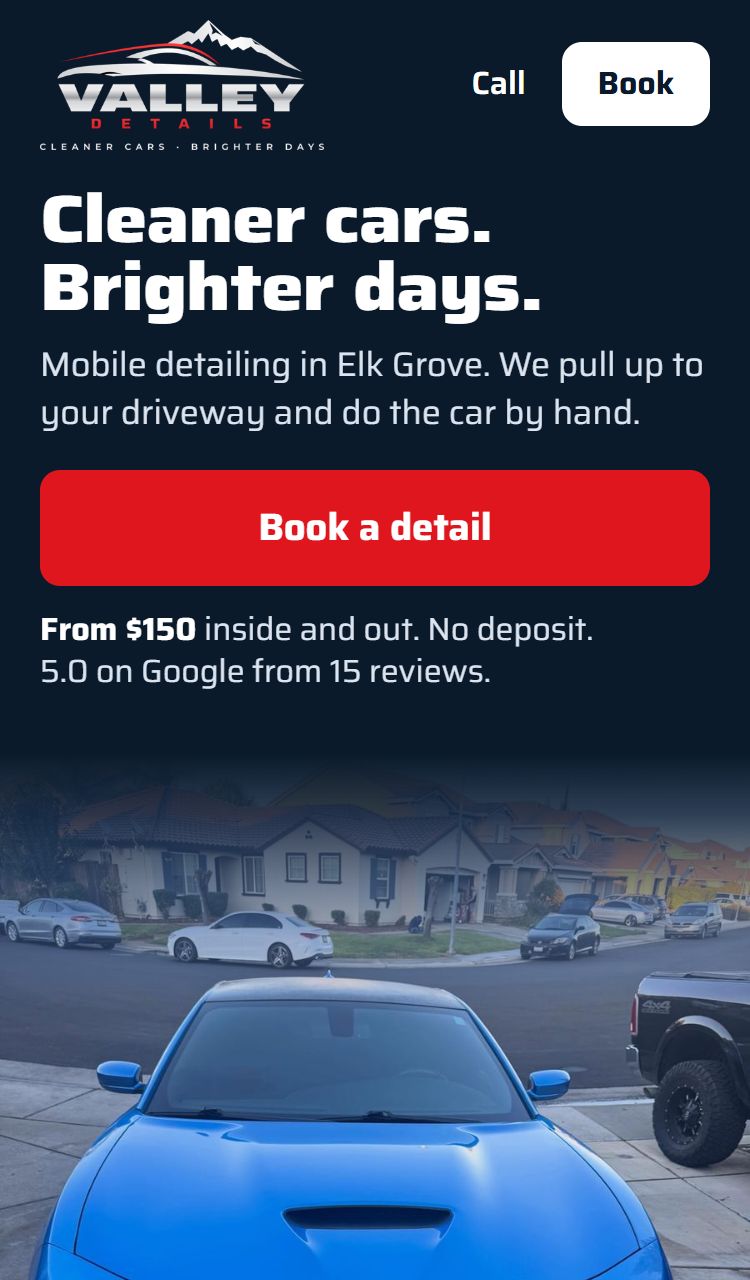 VALLEY
DETAILS
CLEANER CARS · BRIGHTER DAYS
Call
Book
Cleaner cars.
Brighter days.
Mobile detailing in Elk Grove. We pull up to
your driveway and do the car by hand.
Book a detail
From $150 inside and out. No deposit.
5.0 on Google from 15 reviews.
4x4